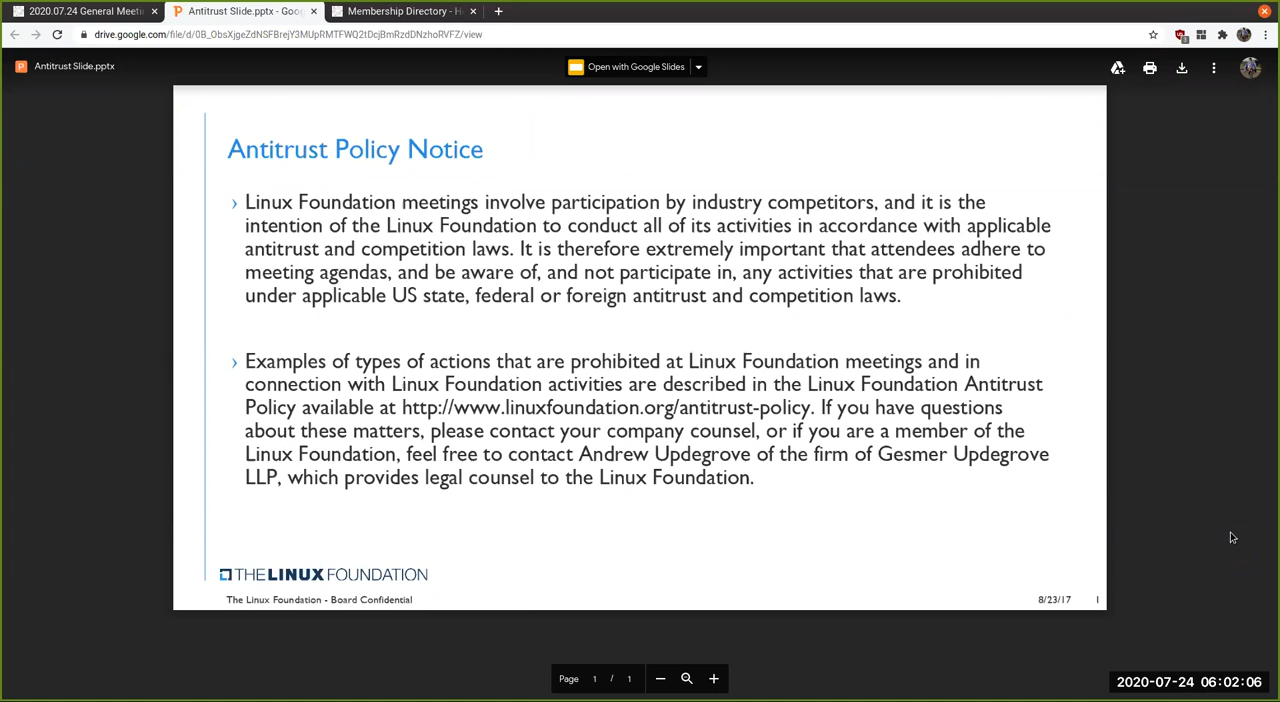 2020.07.24 General Meeti
Antitrust Slide.pptx - Goog
Membership Directory - H
drive.google.com/file/d/0B_ObsXjgeZdNSFBrejY3MUpRMTFWQ2tDcjBmRzdDNzhoRVFZ/view
Antitrust Slide.pptx
Open with Google Slides
Antitrust Policy Notice
› Linux Foundation meetings involve participation by industry competitors, and it is the
intention of the Linux Foundation to conduct all of its activities in accordance with applicable
antitrust and competition laws. It is therefore extremely important that attendees adhere to
meeting agendas, and be aware of, and not participate in, any activities that are prohibited
under applicable US state, federal or foreign antitrust and competition laws.
› Examples of types of actions that are prohibited at Linux Foundation meetings and in
connection with Linux Foundation activities are described in the Linux Foundation Antitrust
Policy available at http://www.linuxfoundation.org/antitrust-policy. If you have questions
about these matters, please contact your company counsel, or if you are a member of the
Linux Foundation, feel free to contact Andrew Updegrove of the firm of Gesmer Updegrove
LLP, which provides legal counsel to the Linux Foundation.
THE LINUX FOUNDATION
The Linux Foundation - Board Confidential
8/23/17 1
Page 1 / 1
2020-07-24 06:02:06